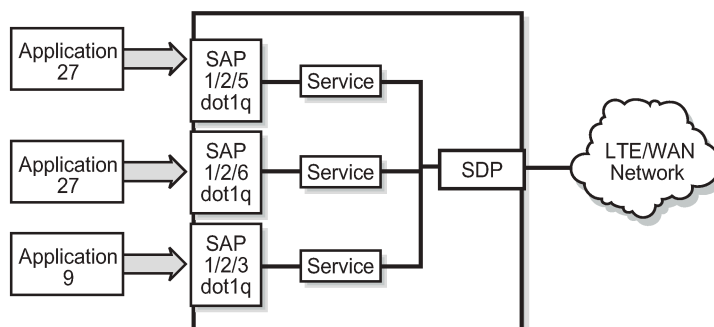 Application
27
SAP
1/2/5
dot1q
Service
Application
27
SAP
1/2/6
dot1q
Service
SDP
LTE/WAN
Network
Application
9
SAP
1/2/3
dot1q
Service